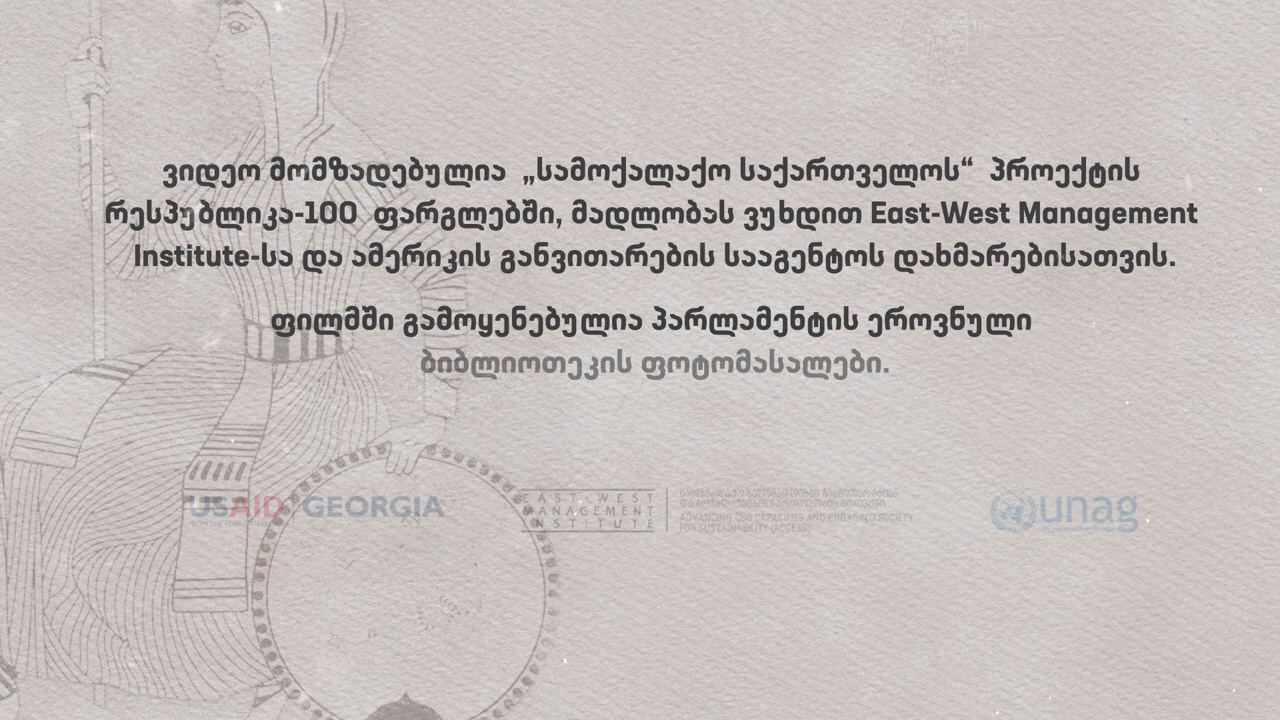 ვიდეო მომზადებულია „სამოქალაქო საქართველოს“ პროექტის
რესპუბლიკა-100 ფარგლებში, მადლობას ვუხდით East-West Management
Institute-სა და ამერიკის განვითარების სააგენტოს დახმარებისათვის.
ფილმში გამოყენებულია პარლამენტის ეროვნული
ბიბლიოთეკის ფოტომასალები.
USAID GEORGIA
EAST-WEST
MANAGEMENT
INSTITUTE
ADVANCING CSO CAPACITIES AND ENGAGING SOCIETY
FOR SUSTAINABILITY (ACCESS)
unag